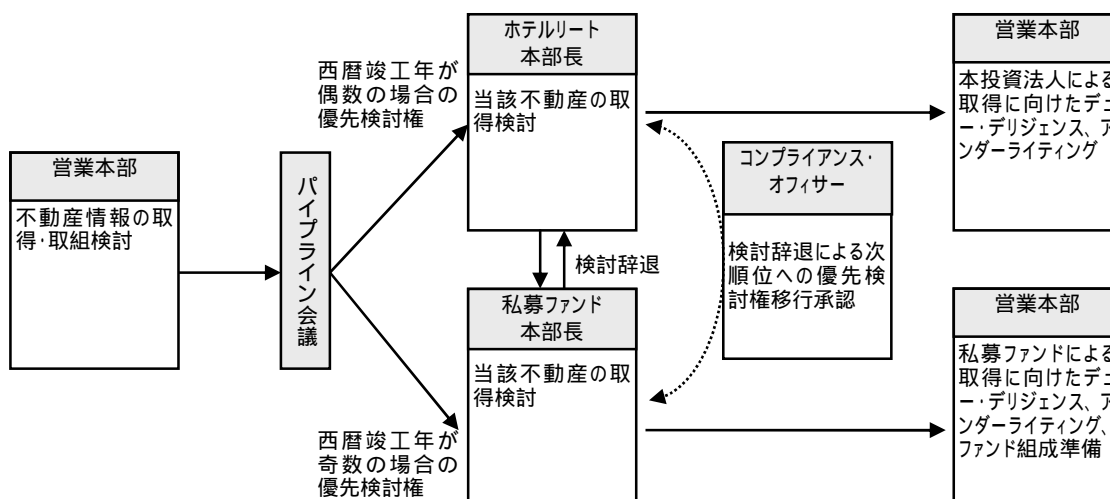 営業本部
不動産情報の取
得・取組検討
パイプライン会議
西暦竣工年が
偶数の場合の
優先検討権
西暦竣工年が
奇数の場合の
優先検討権
ホテルリート
本部長
当該不動産の取
得検討
検討辞退
私募ファンド
本部長
当該不動産の取
得検討
コンプライアンス・
オフィサー
検討辞退による次
順位への優先検
討権移行承認
営業本部
本投資法人による
取得に向けたデュ
ー・デリジェンス、ア
ンダーライティング
営業本部
私募ファンドによる
取得に向けたデュ
ー・デリジェンス、ア
ンダーライティング、
ファンド組成準備